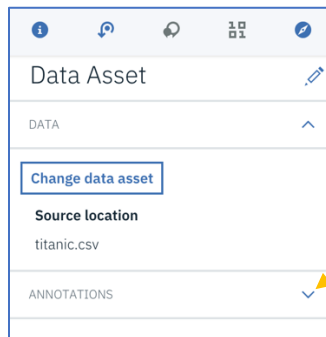 Data Asset
DATA
Change data asset
Source location
titanic.csv
ANNOTATIONS